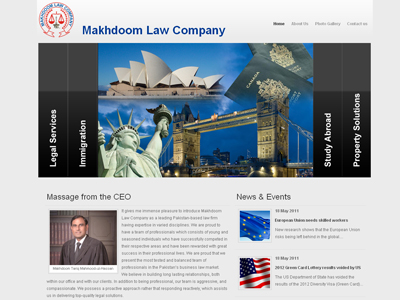 MAKHDOOM LAW COMPANY
Makhdoom Law Company
Home
About Us
Photo Gallery
Contact us
Legal Services
Immigration
CANADA
Study Abroad
Property Solutions
Massage from the CEO
News & Events
It gives me immense pleasure to introduce Makhdoom
Law Company as a leading Pakistan-based law firm
having expertise in varied disciplines. We are proud to
have a team of professionals which consists of young and
seasoned individuals who have successfully competed in
their respective areas and have been rewarded with great
success in their professional lives. We are proud that we
present the most skilled and balanced team of
professionals in the Pakistan's business law market.
We believe in building long lasting relationships, both
within our office and with our clients. In addition to being professional, our team is aggressive, and
compassionate. We possess a proactive approach rather than responding reactively, which assists
us in delivering top quality legal solutions.
Makhdoom Tariq Mahmood ul Hassan
18 May 2011
European Union needs skilled workers
New research shows that the European Union
risks being left behind in the global...
18 May 2011
2012 Green Card Lottery results voided by US
The US Department of State has voided the
results of the 2012 Diversity Visa (Green Card)...